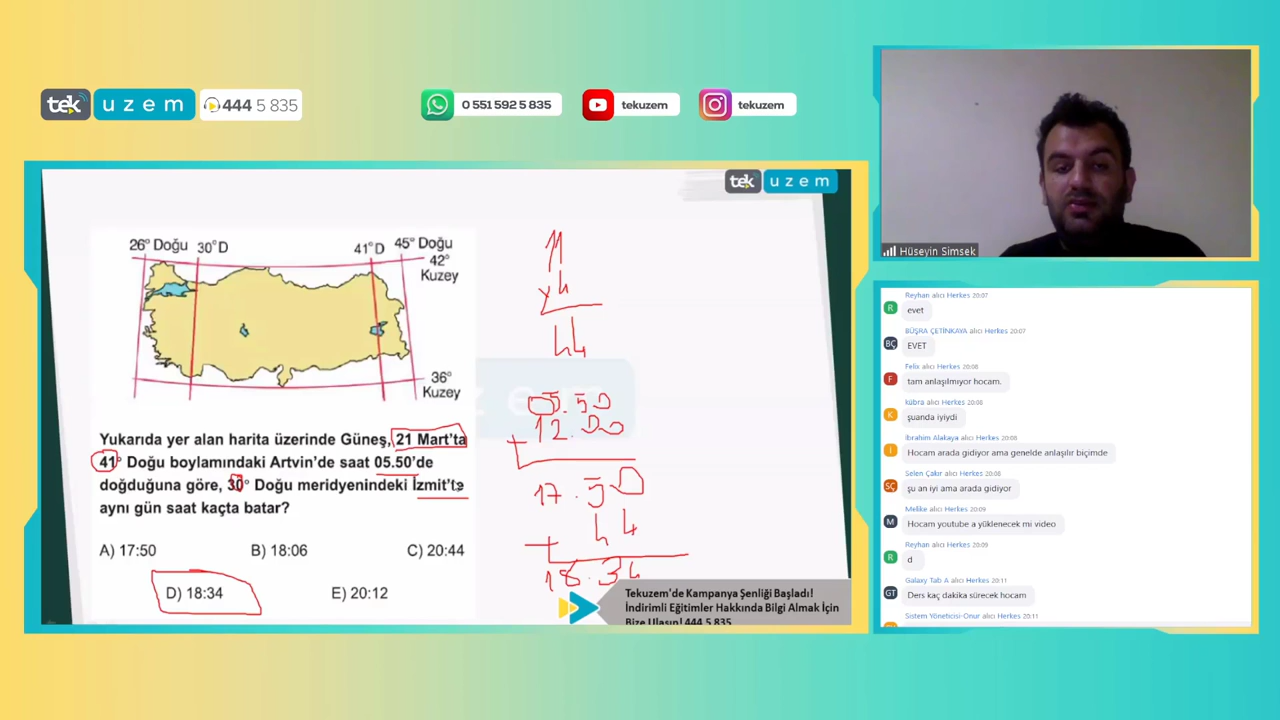 tek uzem 444 5 835
0 551 592 5 835
tekuzem
tekuzem
tek uzem
26° Doğu 30°D 41°D 45° Doğu
42°
Kuzey
36°
Kuzey
Yukarıda yer alan harita üzerinde Güneş, 21 Mart'ta
41° Doğu boylamındaki Artvin'de saat 05.50'de
doğduğuna göre, 30° Doğu meridyenindeki İzmit'te
aynı gün saat kaçta batar?
A) 17:50 B) 18:06 C) 20:44
D) 18:34 E) 20:12
11
x4
44
05.50
+ 12.00
17.50
+ 44
18.34
Tekuzem'de Kampanya Şenliği Başladı!
İndirimli Eğitimler Hakkında Bilgi Almak İçin
Bize Ulaşın! 444 5 835
Hüseyin Simsek
Reyhan alıcı Herkes 20:07
R evet
BÜŞRA ÇETİNKAYA alıcı Herkes 20:07
BÇ EVET
Felix alıcı Herkes 20:08
F tam anlaşılmıyor hocam.
kübra alıcı Herkes 20:08
K şuanda iyiydi
İbrahim Alakaya alıcı Herkes 20:08
Hocam arada gidiyor ama genelde anlaşılır biçimde
Selen Çakır alıcı Herkes 20:08
SÇ şu an iyi ama arada gidiyor
Melike alıcı Herkes 20:09
M Hocam youtube a yüklenecek mi video
Reyhan alıcı Herkes 20:09
R d
Galaxy Tab A alıcı Herkes 20:11
GT Ders kaç dakika sürecek hocam
Sistem Yöneticisi-Onur alıcı Herkes 20:11